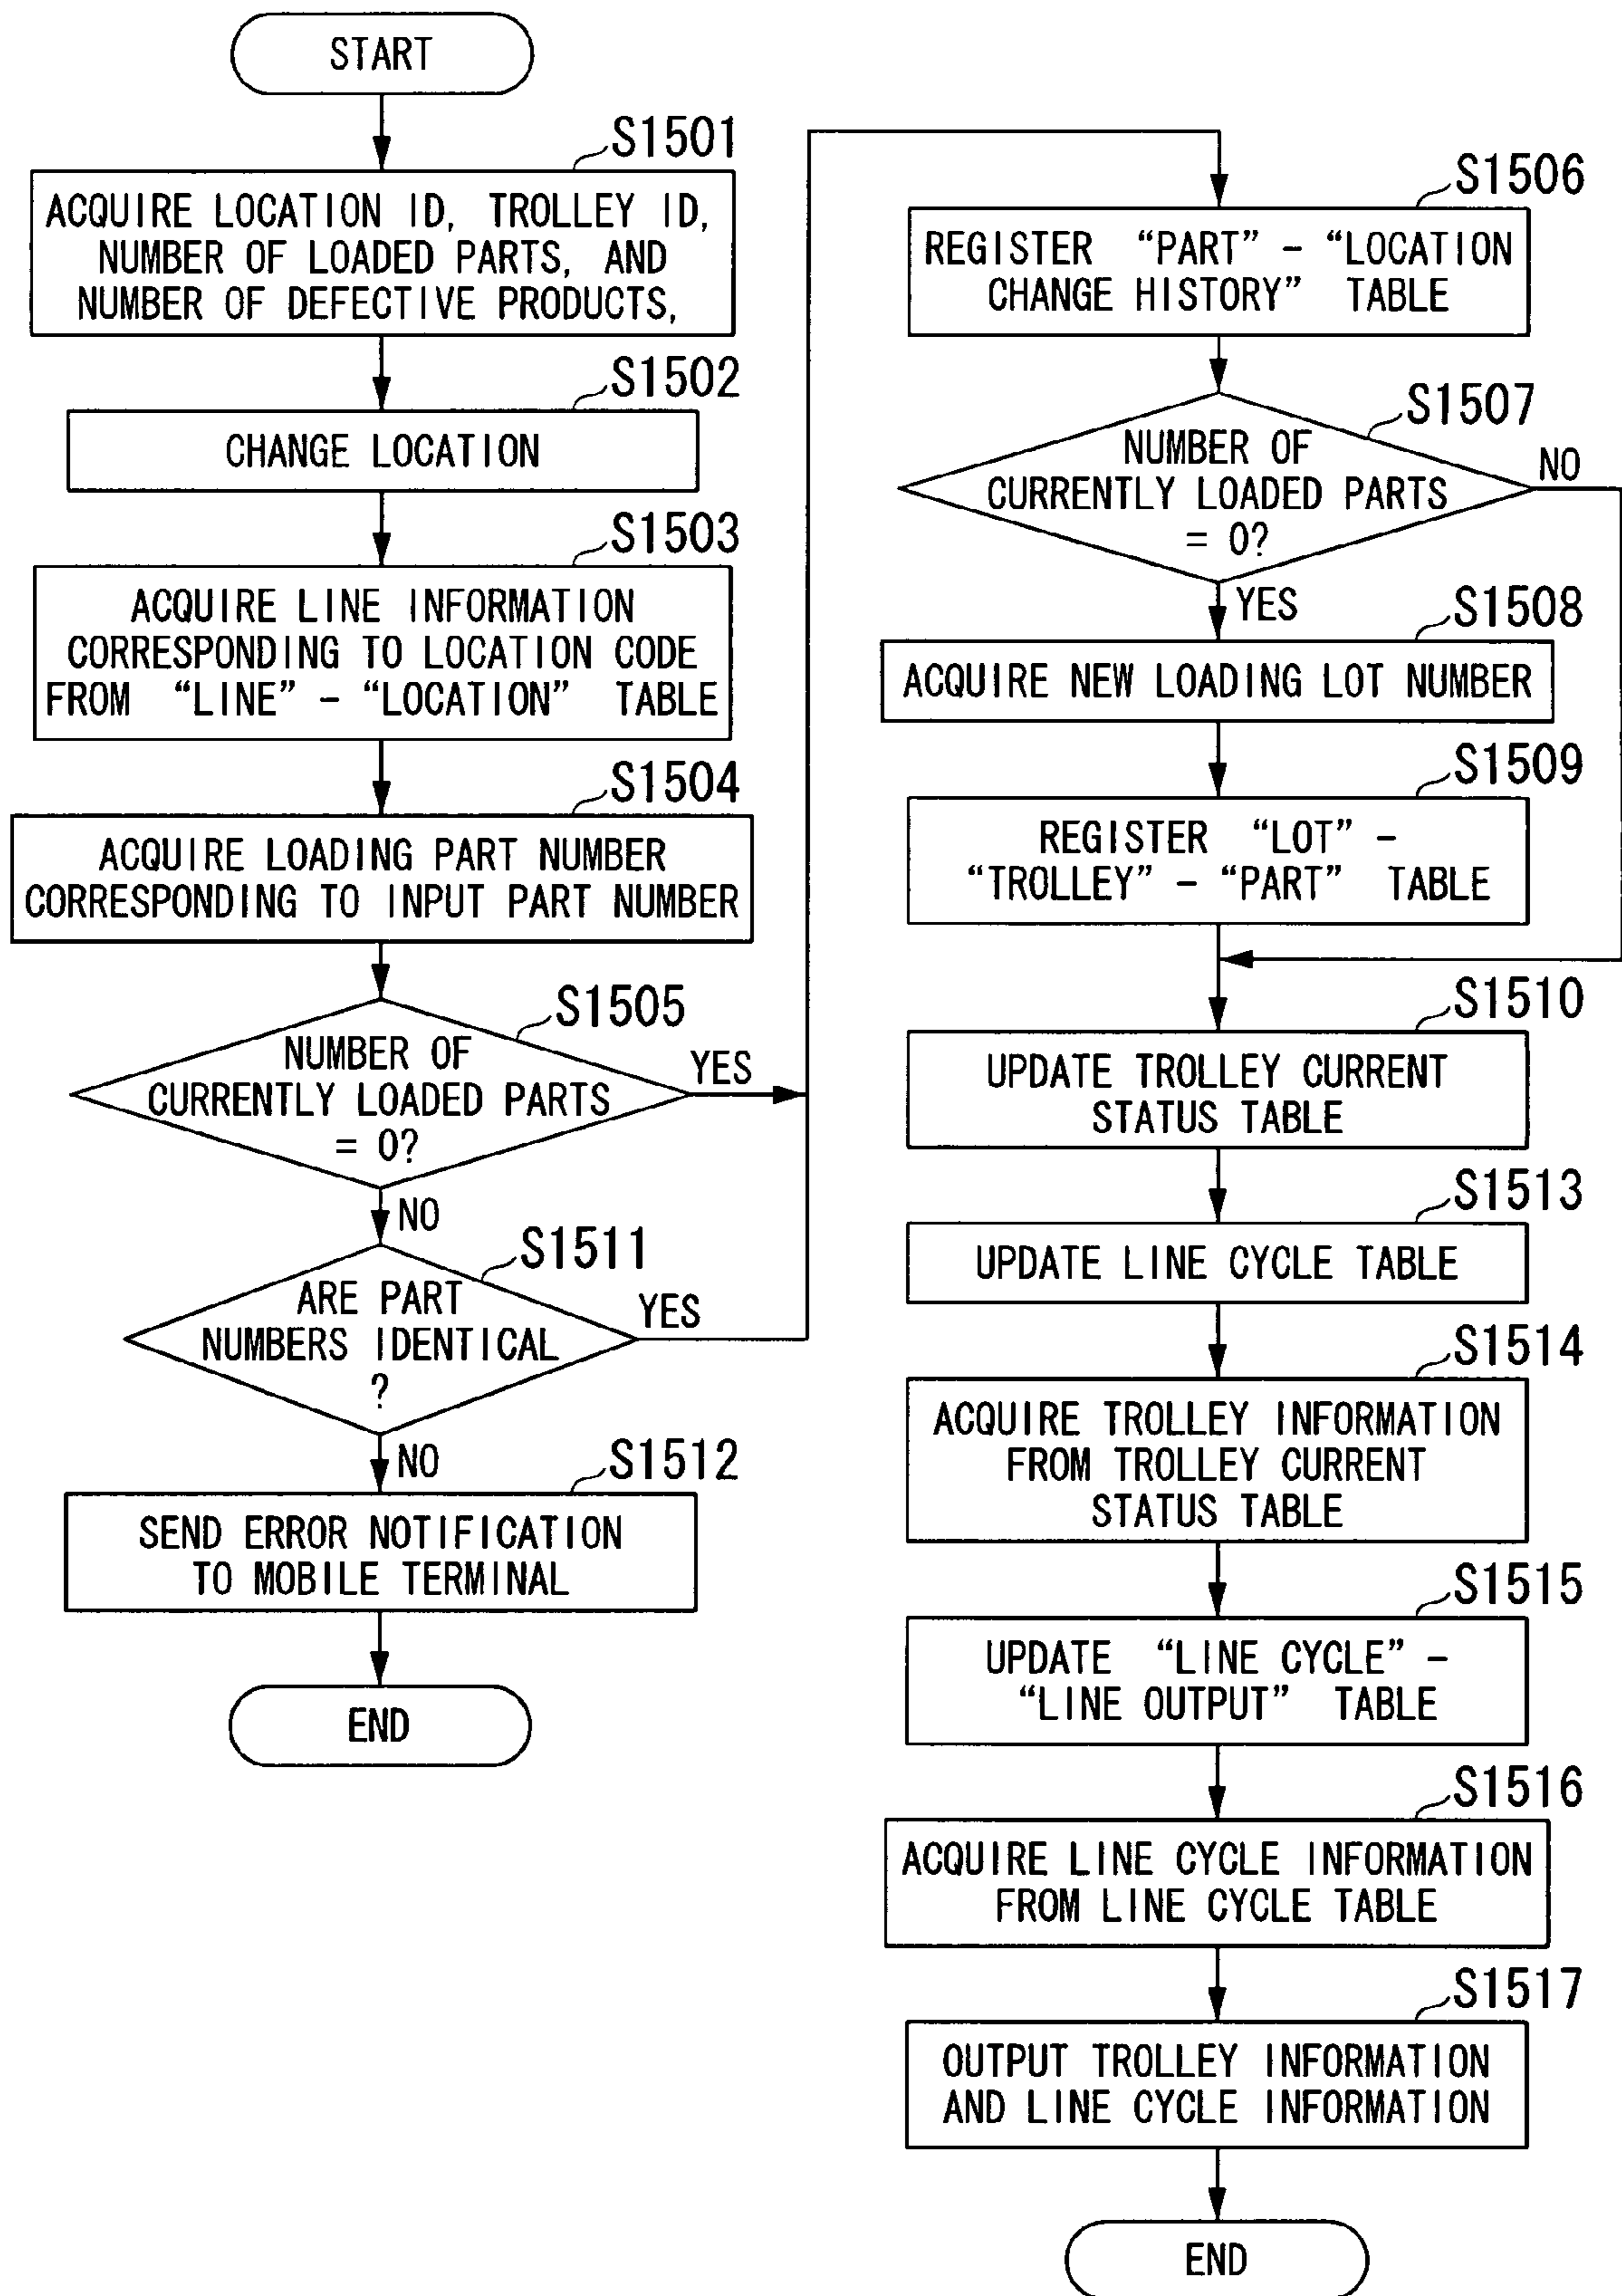 START
S1501
ACQUIRE LOCATION ID, TROLLEY ID,
NUMBER OF LOADED PARTS, AND
NUMBER OF DEFECTIVE PRODUCTS,
S1502
CHANGE LOCATION
S1503
ACQUIRE LINE INFORMATION
CORRESPONDING TO LOCATION CODE
FROM “LINE” - “LOCATION” TABLE
S1504
ACQUIRE LOADING PART NUMBER
CORRESPONDING TO INPUT PART NUMBER
S1505
NUMBER OF
CURRENTLY LOADED PARTS
= 0?
YES
NO
S1511
ARE PART
NUMBERS IDENTICAL
?
YES
NO
S1512
SEND ERROR NOTIFICATION
TO MOBILE TERMINAL
END
S1506
REGISTER “PART” - “LOCATION
CHANGE HISTORY” TABLE
S1507
NUMBER OF
CURRENTLY LOADED PARTS
= 0?
NO
YES
S1508
ACQUIRE NEW LOADING LOT NUMBER
S1509
REGISTER “LOT” -
“TROLLEY” - “PART” TABLE
S1510
UPDATE TROLLEY CURRENT
STATUS TABLE
S1513
UPDATE LINE CYCLE TABLE
S1514
ACQUIRE TROLLEY INFORMATION
FROM TROLLEY CURRENT
STATUS TABLE
S1515
UPDATE “LINE CYCLE” -
“LINE OUTPUT” TABLE
S1516
ACQUIRE LINE CYCLE INFORMATION
FROM LINE CYCLE TABLE
S1517
OUTPUT TROLLEY INFORMATION
AND LINE CYCLE INFORMATION
END